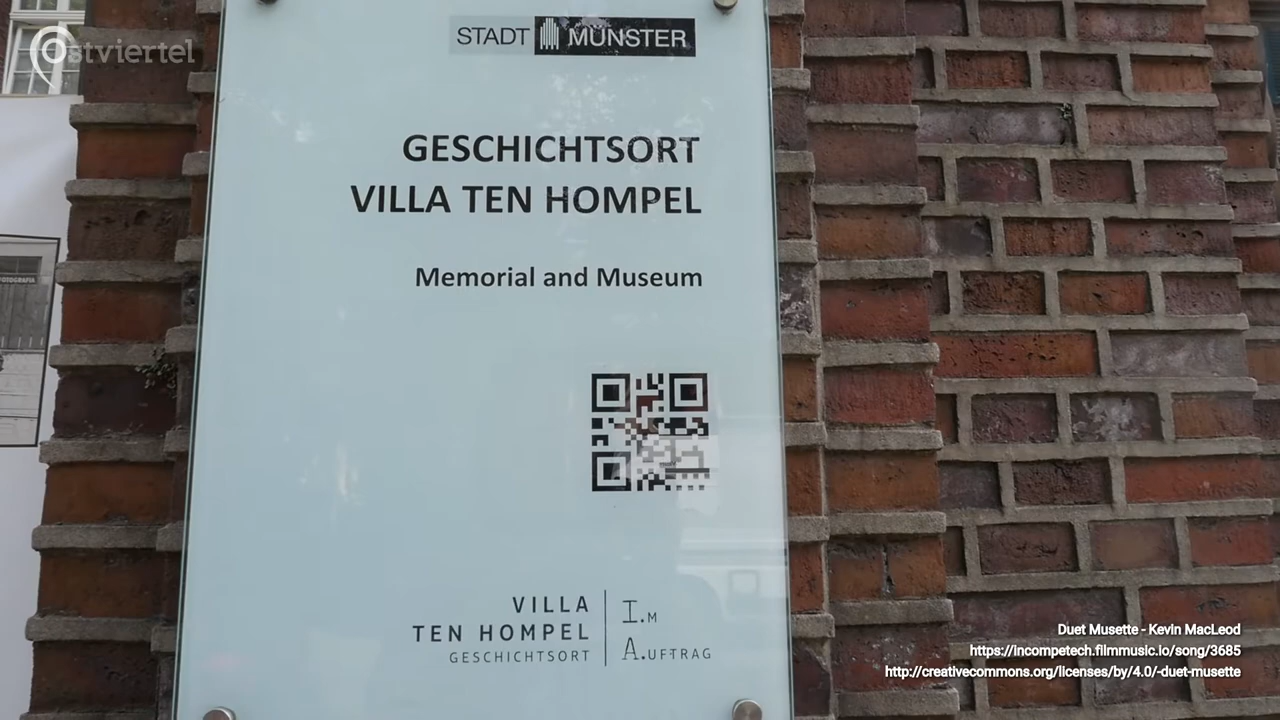 Ostviertel
STADT MÜNSTER
GESCHICHTSORT
VILLA TEN HOMPEL
Memorial and Museum
FOTOGRAFIA
VILLA
TEN HOMPEL
GESCHICHTSORT
I.M
A.UFTRAG
Duet Musette - Kevin MacLeod
https://incompetech.filmmusic.io/song/3685
http://creativecommons.org/licenses/by/4.0/-duet-musette